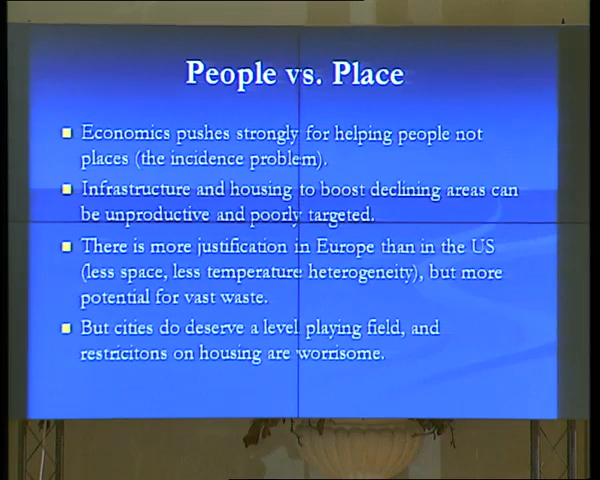 People vs. Place
Economics pushes strongly for helping people not
places (the incidence problem).
Infrastructure and housing to boost declining areas can
be unproductive and poorly targeted.
There is more justification in Europe than in the US
(less space, less temperature heterogeneity), but more
potential for vast waste.
But cities do deserve a level playing field, and
restricitons on housing are worrisome.